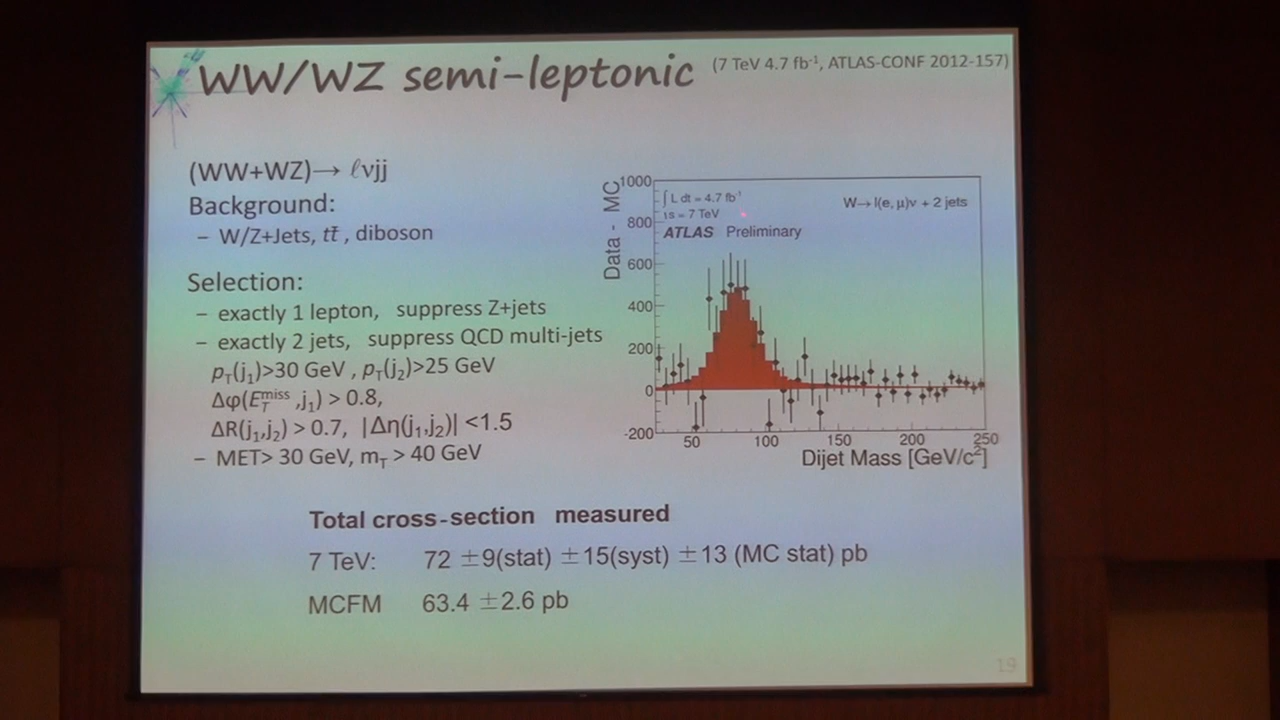 WW/WZ semi-leptonic (7 TeV 4.7 fb⁻¹, ATLAS-CONF 2012-157)
(WW+WZ)→ ℓνjj
Background:
– W/Z+Jets, tt̄ , diboson
Selection:
– exactly 1 lepton, suppress Z+jets
– exactly 2 jets, suppress QCD multi-jets
p_T(j₁)>30 GeV , p_T(j₂)>25 GeV
Δφ(E_T^miss ,j₁) > 0.8,
ΔR(j₁,j₂) > 0.7, |Δη(j₁,j₂)| <1.5
– MET> 30 GeV, m_T > 40 GeV
Data - MC
1000
800
600
400
200
0
-200
∫ L dt = 4.7 fb⁻¹
√s = 7 TeV
ATLAS Preliminary
W→ l(e, μ)ν + 2 jets
50 100 150 200 250
Dijet Mass [GeV/c²]
Total cross-section measured
7 TeV: 72 ±9(stat) ±15(syst) ±13 (MC stat) pb
MCFM 63.4 ±2.6 pb
19